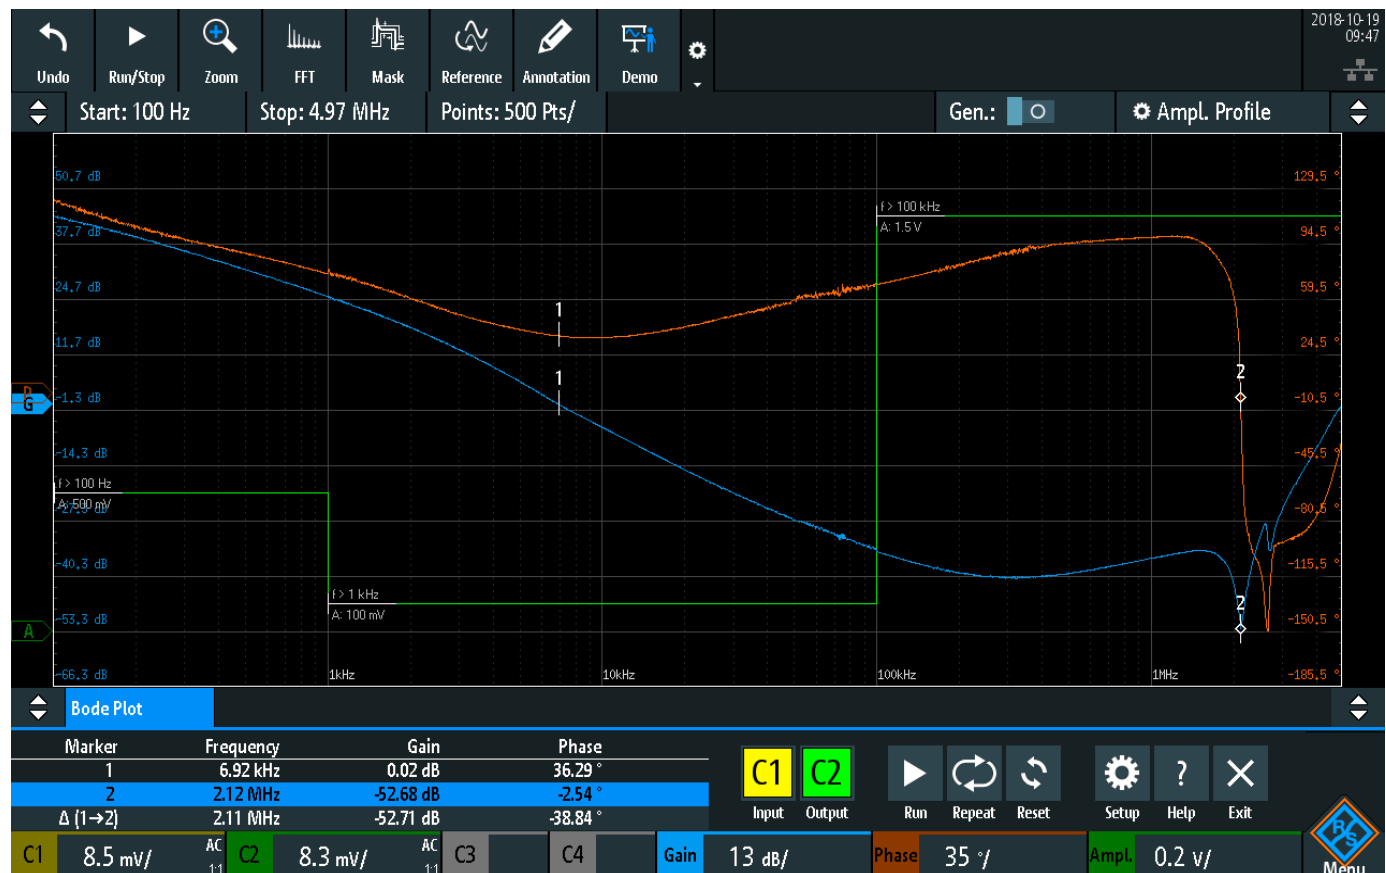 2018-10-19
09:47
Undo Run/Stop Zoom FFT Mask Reference Annotation Demo
Start: 100 Hz Stop: 4.97 MHz Points: 500 Pts/ Gen.: Ampl. Profile
50.7 dB 129.5 °
f> 100 kHz
A: 1.5 V
37.7 dB 94.5 °
24.7 dB 59.5 °
1
11.7 dB 24.5 °
1 2
G -1.3 dB -10.5 °
-14.3 dB -45.5 °
f> 100 Hz
A: 500 mV
-27.3 dB -80.5 °
-40.3 dB -115.5 °
f> 1 kHz
A: 100 mV
2
A -53.3 dB -150.5 °
-66.3 dB 1kHz 10kHz 100kHz 1MHz -185.5 °
Bode Plot
Marker Frequency Gain Phase
1 6.92 kHz 0.02 dB 36.29 °
2 2.12 MHz -52.68 dB -2.54 °
Δ (1→2) 2.11 MHz -52.71 dB -38.84 °
C1 C2 ?
Input Output Run Repeat Reset Setup Help Exit
R&S
C1 8.5 mV/ AC 1:1 C2 8.3 mV/ AC 1:1 C3 C4 Gain 13 dB/ Phase 35 °/ Ampl. 0.2 V/ Menu